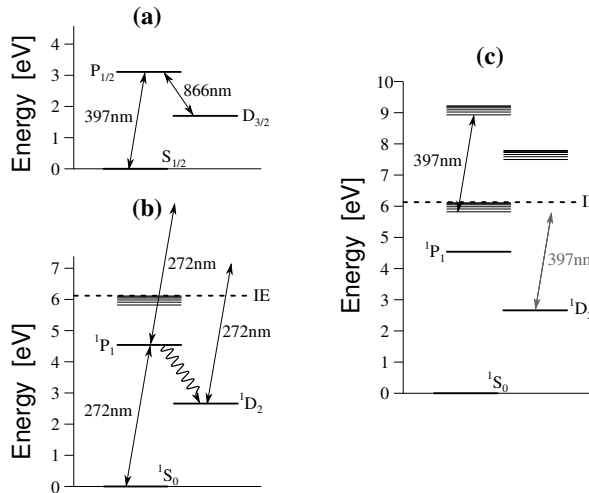 (a)
Energy [eV]
4
3
2
1
0
P1/2
866nm
397nm
D3/2
S1/2
(b)
Energy [eV]
7
6
5
4
3
2
1
0
272nm
IE
1P1
272nm
1D2
272nm
1S0
(c)
Energy [eV]
10
9
8
7
6
5
4
3
2
1
0
397nm
1P1
397nm
1S0